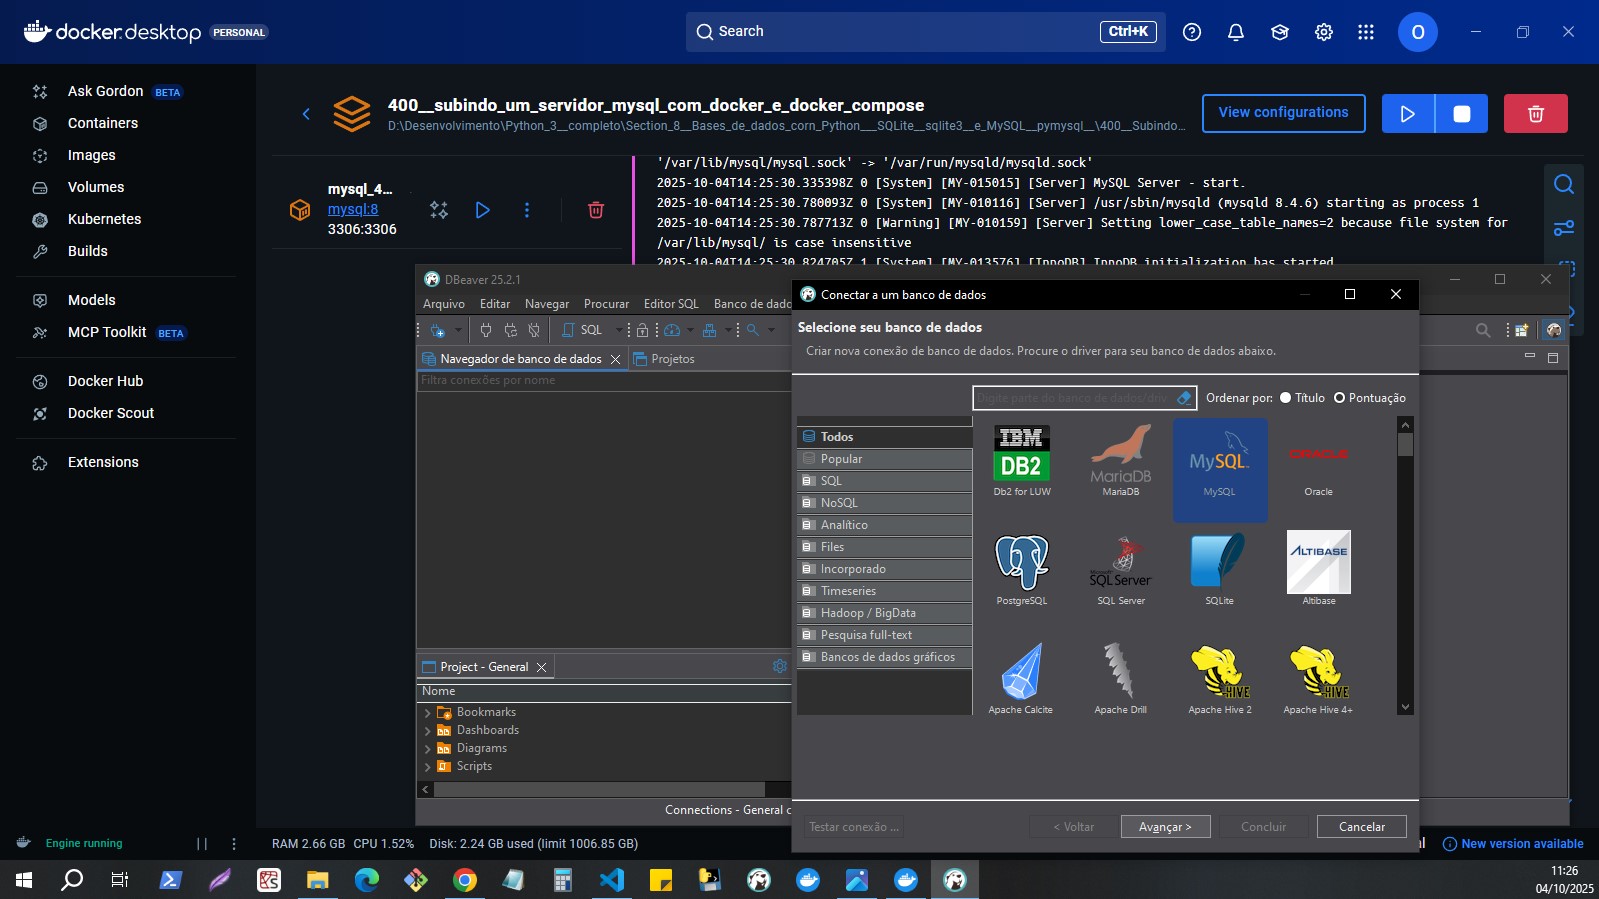 docker.desktop PERSONAL
Search
Ctrl+K
O
Ask Gordon BETA
Containers
Images
Volumes
Kubernetes
Builds
Models
MCP Toolkit BETA
Docker Hub
Docker Scout
Extensions
400__subindo_um_servidor_mysql_com_docker_e_docker_compose
D:\Desenvolvimento\Python_3__completo\Section_8__Bases_de_dados_corn_Python___SQLite__sqlite3__e_MySQL__pymysql__\400__Subindo...
View configurations
mysql_4...
mysql:8
3306:3306
'/var/lib/mysql/mysql.sock' -> '/var/run/mysqld/mysqld.sock'
2025-10-04T14:25:30.335398Z 0 [System] [MY-015015] [Server] MySQL Server - start.
2025-10-04T14:25:30.780093Z 0 [System] [MY-010116] [Server] /usr/sbin/mysqld (mysqld 8.4.6) starting as process 1
2025-10-04T14:25:30.787713Z 0 [Warning] [MY-010159] [Server] Setting lower_case_table_names=2 because file system for
/var/lib/mysql/ is case insensitive
2025-10-04T14:25:30.824705Z 1 [System] [MY-013576] [InnoDB] InnoDB initialization has started.
DBeaver 25.2.1
Arquivo Editar Navegar Procurar Editor SQL Banco de dado
SQL
Navegador de banco de dados
Projetos
Filtra conexões por nome
Project - General
Nome
Bookmarks
Dashboards
Diagrams
Scripts
Connections - General c
Conectar a um banco de dados
Selecione seu banco de dados
Criar nova conexão de banco de dados. Procure o driver para seu banco de dados abaixo.
Digite parte do banco de dados/driv
Ordenar por: Título Pontuação
Todos
Popular
SQL
NoSQL
Analítico
Files
Incorporado
Timeseries
Hadoop / BigData
Pesquisa full-text
Bancos de dados gráficos
IBM
DB2
Db2 for LUW
MariaDB
MariaDB
MySQL
MySQL
ORACLE
Oracle
PostgreSQL
Microsoft
SQL Server
SQL Server
SQLite
ALTIBASE
Altibase
Apache Calcite
Apache Drill
HIVE
Apache Hive 2
HIVE
Apache Hive 4+
Testar conexão ...
< Voltar
Avançar >
Concluir
Cancelar
Engine running
RAM 2.66 GB CPU 1.52% Disk: 2.24 GB used (limit 1006.85 GB)
al
New version available
11:26
04/10/2025